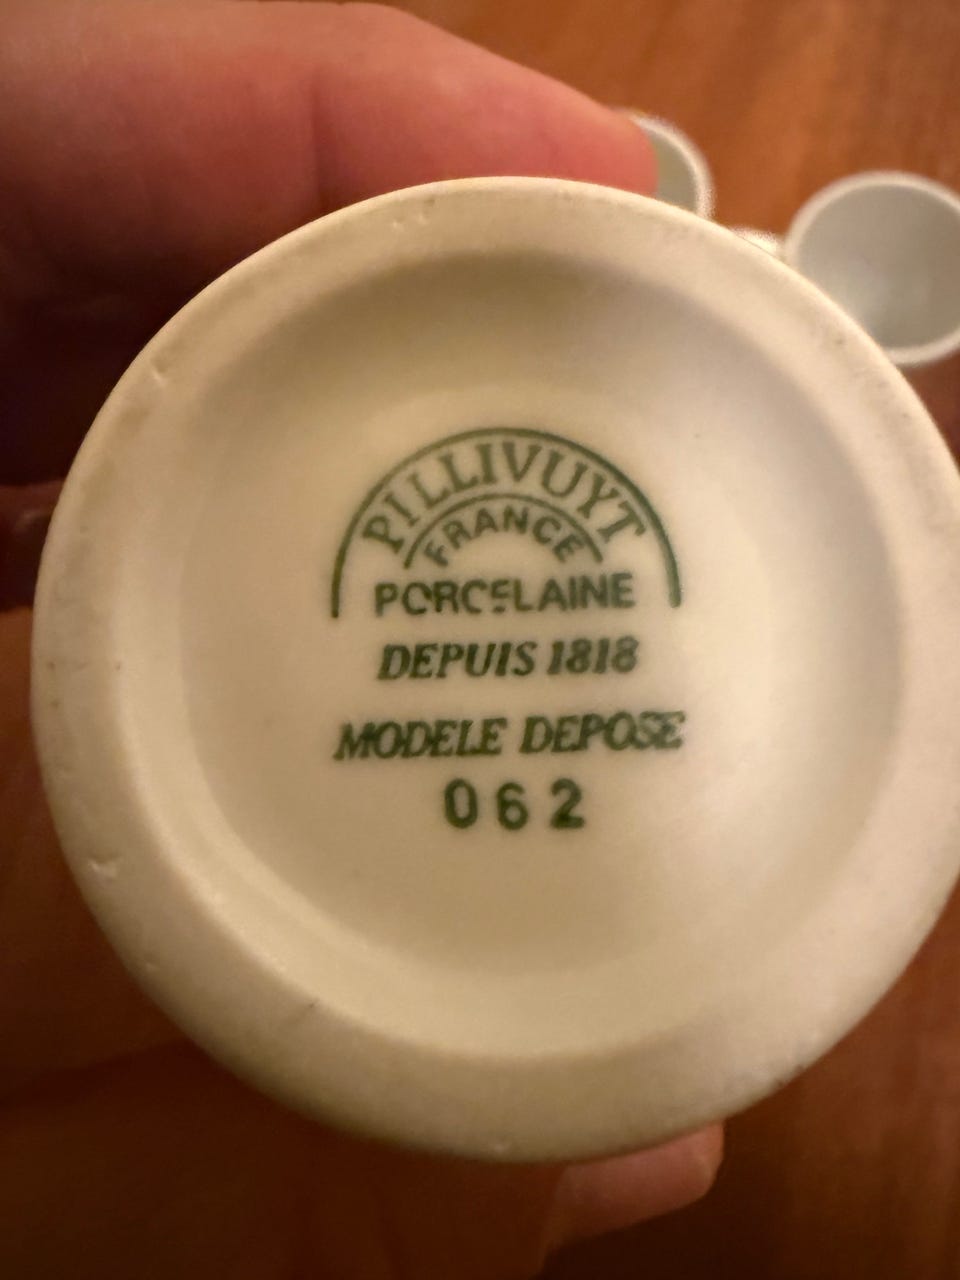 PILLIVUYT
FRANCE
PORCELAINE
DEPUIS 1818
MODELE DEPOSE
062